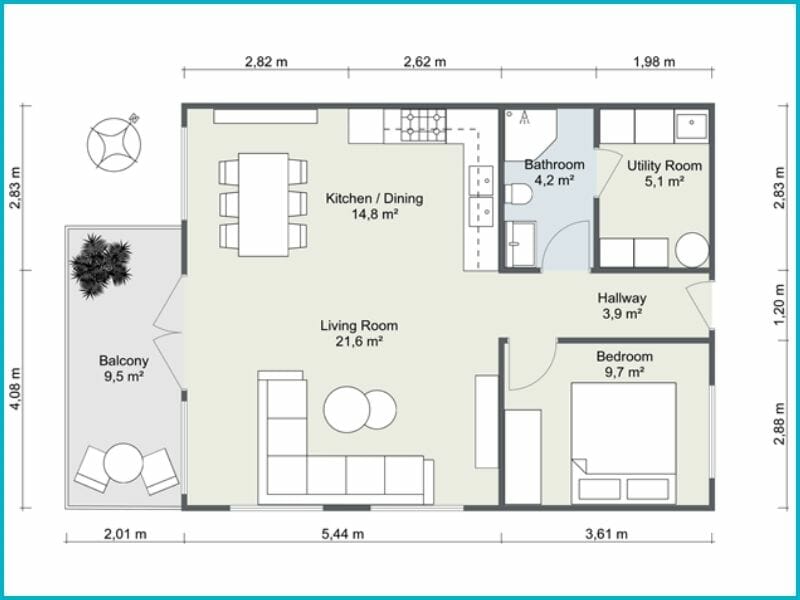 2,82 m
2,62 m
1,98 m
2,83 m
4,08 m
Kitchen / Dining
14,8 m²
Bathroom
4,2 m²
Utility Room
5,1 m²
2,83 m
Hallway
3,9 m²
1,20 m
Living Room
21,6 m²
Balcony
9,5 m²
Bedroom
9,7 m²
2,88 m
2,01 m
5,44 m
3,61 m